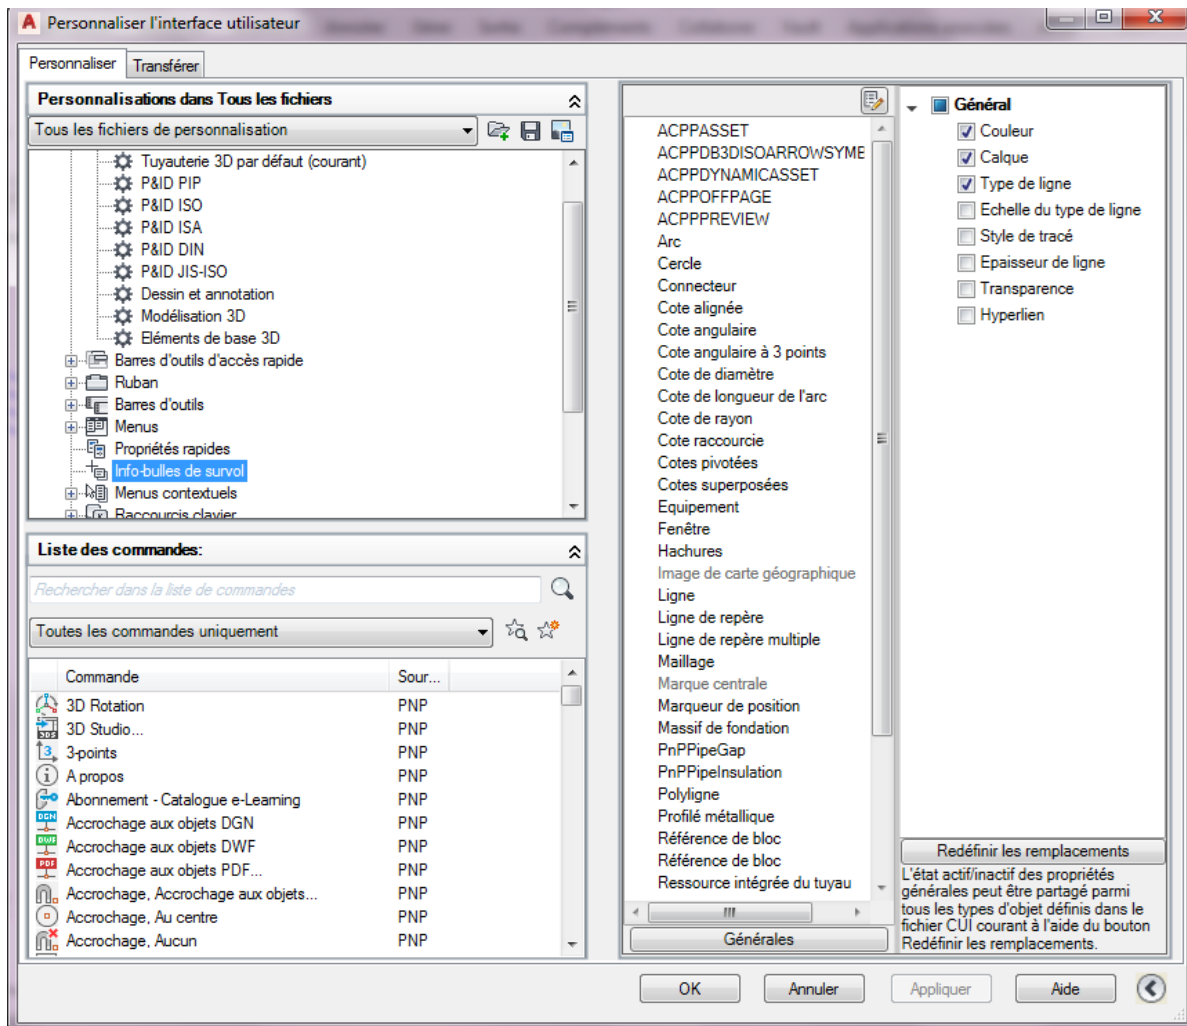 Personnaliser l'interface utilisateur
Personnaliser
Transférer
Personnalisations dans Tous les fichiers
Tous les fichiers de personnalisation
Tuyauterie 3D par défaut (courant)
P&ID PIP
P&ID ISO
P&ID ISA
P&ID DIN
P&ID JIS-ISO
Dessin et annotation
Modélisation 3D
Eléments de base 3D
Barres d'outils d'accès rapide
Ruban
Barres d'outils
Menus
Propriétés rapides
Info-bulles de survol
Menus contextuels
Raccourcis clavier
Liste des commandes:
Rechercher dans la liste de commandes
Toutes les commandes uniquement
Commande Sour...
3D Rotation PNP
3D Studio... PNP
3-points PNP
A propos PNP
Abonnement - Catalogue e-Learning PNP
Accrochage aux objets DGN PNP
Accrochage aux objets DWF PNP
Accrochage aux objets PDF... PNP
Accrochage, Accrochage aux objets... PNP
Accrochage, Au centre PNP
Accrochage, Aucun PNP
ACPPASSET
ACPPDB3DISOARROWSYME
ACPPDYNAMICASSET
ACPPOFFPAGE
ACPPPREVIEW
Arc
Cercle
Connecteur
Cote alignée
Cote angulaire
Cote angulaire à 3 points
Cote de diamètre
Cote de longueur de l'arc
Cote de rayon
Cote raccourcie
Cotes pivotées
Cotes superposées
Equipement
Fenêtre
Hachures
Image de carte géographique
Ligne
Ligne de repère
Ligne de repère multiple
Maillage
Marque centrale
Marqueur de position
Massif de fondation
PnPPipeGap
PnPPipeInsulation
Polyligne
Profilé métallique
Référence de bloc
Référence de bloc
Ressource intégrée du tuyau
Générales
Général
Couleur
Calque
Type de ligne
Echelle du type de ligne
Style de tracé
Epaisseur de ligne
Transparence
Hyperlien
Redéfinir les remplacements
L'état actif/inactif des propriétés
générales peut être partagé parmi
tous les types d'objet définis dans le
fichier CUI courant à l'aide du bouton
Redéfinir les remplacements.
OK
Annuler
Appliquer
Aide